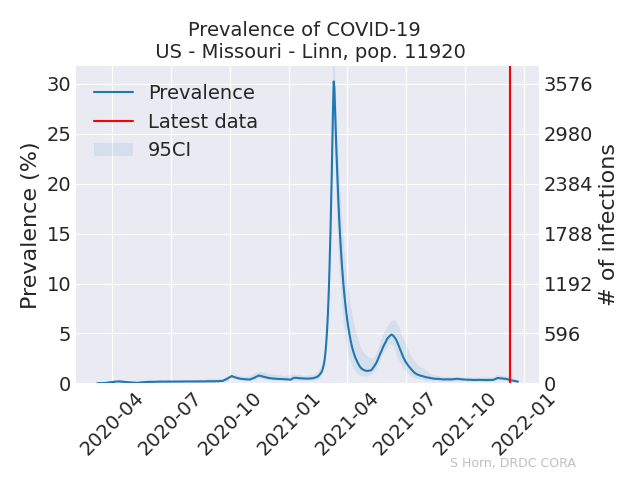 Prevalence of COVID-19
US - Missouri - Linn, pop. 11920
Prevalence
Latest data
95CI
Prevalence (%)
30
25
20
15
10
5
0
3576
2980
2384
1788
1192
596
0
# of infections
2020-04
2020-07
2020-10
2021-01
2021-04
2021-07
2021-10
2022-01
S Horn, DRDC CORA